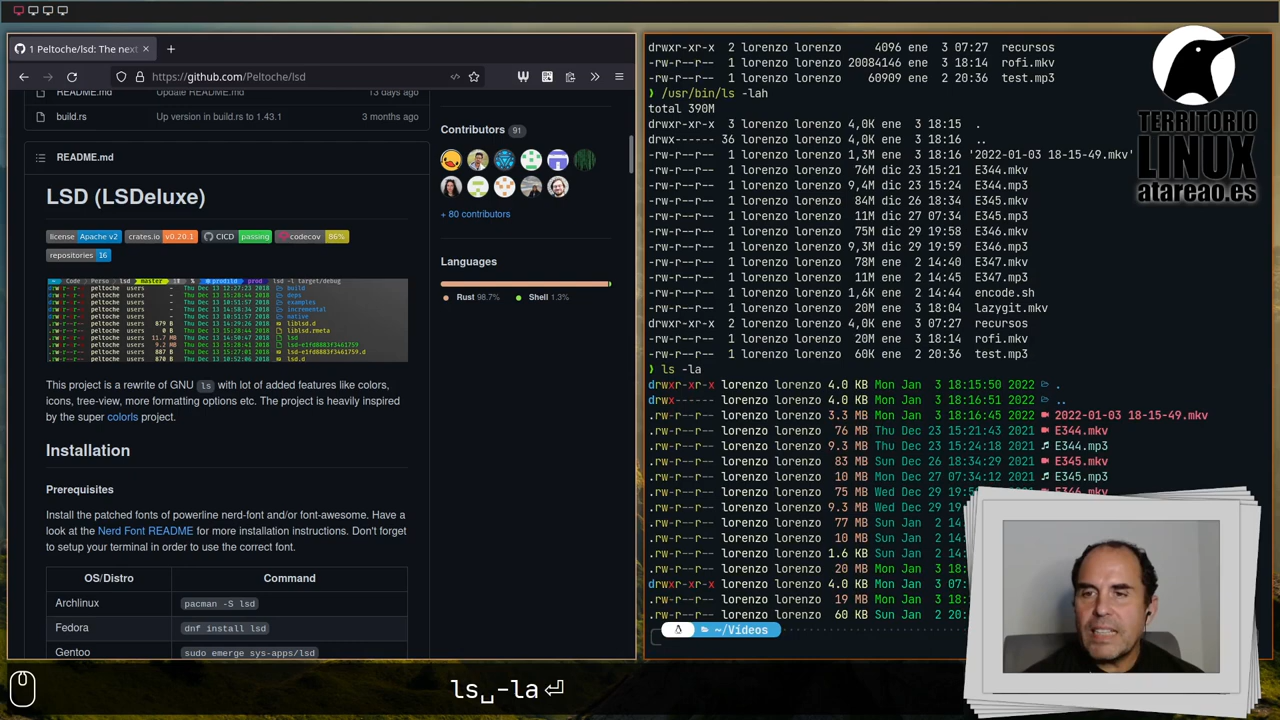 1 Peltoche/lsd: The next
https://github.com/Peltoche/lsd
README.md Update README.md 13 days ago
build.rs Up version in build.rs to 1.43.1 3 months ago
README.md
LSD (LSDeluxe)
license Apache v2 crates.io v0.20.1 CICD passing codecov 86%
repositories 16
This project is a rewrite of GNU ls with lot of added features like colors,
icons, tree-view, more formatting options etc. The project is heavily inspired
by the super colorls project.
Installation
Prerequisites
Install the patched fonts of powerline nerd-font and/or font-awesome. Have a
look at the Nerd Font README for more installation instructions. Don't forget
to setup your terminal in order to use the correct font.
OS/Distro Command
Archlinux pacman -S lsd
Fedora dnf install lsd
Gentoo sudo emerge sys-apps/lsd
Contributors 91
+ 80 contributors
Languages
Rust 98.7% Shell 1.3%
drwxr-xr-x 2 lorenzo lorenzo 4096 ene 3 07:27 recursos
-rw-r--r-- 1 lorenzo lorenzo 20084146 ene 3 18:14 rofi.mkv
-rw-r--r-- 1 lorenzo lorenzo 60909 ene 2 20:36 test.mp3
❯ /usr/bin/ls -lah
total 390M
drwxr-xr-x 3 lorenzo lorenzo 4,0K ene 3 18:15 .
drwx------ 36 lorenzo lorenzo 4,0K ene 3 18:16 ..
-rw-r--r-- 1 lorenzo lorenzo 1,3M ene 3 18:16 '2022-01-03 18-15-49.mkv'
-rw-r--r-- 1 lorenzo lorenzo 76M dic 23 15:21 E344.mkv
-rw-r--r-- 1 lorenzo lorenzo 9,4M dic 23 15:24 E344.mp3
-rw-r--r-- 1 lorenzo lorenzo 84M dic 26 18:34 E345.mkv
-rw-r--r-- 1 lorenzo lorenzo 11M dic 27 07:34 E345.mp3
-rw-r--r-- 1 lorenzo lorenzo 75M dic 29 19:58 E346.mkv
-rw-r--r-- 1 lorenzo lorenzo 9,3M dic 29 19:59 E346.mp3
-rw-r--r-- 1 lorenzo lorenzo 78M ene 2 14:40 E347.mkv
-rw-r--r-- 1 lorenzo lorenzo 11M ene 2 14:45 E347.mp3
-rw-r--r-- 1 lorenzo lorenzo 1,6K ene 2 14:44 encode.sh
-rw-r--r-- 1 lorenzo lorenzo 20M ene 3 18:04 lazygit.mkv
drwxr-xr-x 2 lorenzo lorenzo 4,0K ene 3 07:27 recursos
-rw-r--r-- 1 lorenzo lorenzo 20M ene 3 18:14 rofi.mkv
-rw-r--r-- 1 lorenzo lorenzo 60K ene 2 20:36 test.mp3
❯ ls -la
drwxr-xr-x lorenzo lorenzo 4.0 KB Mon Jan 3 18:15:50 2022 .
drwx------ lorenzo lorenzo 4.0 KB Mon Jan 3 18:16:51 2022 ..
.rw-r--r-- lorenzo lorenzo 3.3 MB Mon Jan 3 18:16:45 2022 2022-01-03 18-15-49.mkv
.rw-r--r-- lorenzo lorenzo 76 MB Thu Dec 23 15:21:43 2021 E344.mkv
.rw-r--r-- lorenzo lorenzo 9.3 MB Thu Dec 23 15:24:18 2021 E344.mp3
.rw-r--r-- lorenzo lorenzo 83 MB Sun Dec 26 18:34:29 2021 E345.mkv
.rw-r--r-- lorenzo lorenzo 10 MB Mon Dec 27 07:34:12 2021 E345.mp3
.rw-r--r-- lorenzo lorenzo 75 MB Wed Dec 29 E346.mkv
.rw-r--r-- lorenzo lorenzo 9.3 MB Wed Dec 29
.rw-r--r-- lorenzo lorenzo 77 MB Sun Jan 2
.rw-r--r-- lorenzo lorenzo 10 MB Sun Jan 2
.rw-r--r-- lorenzo lorenzo 1.6 KB Sun Jan 2
.rw-r--r-- lorenzo lorenzo 20 MB Mon Jan 3
drwxr-xr-x lorenzo lorenzo 4.0 KB Mon Jan 3
.rw-r--r-- lorenzo lorenzo 19 MB Mon Jan 3
.rw-r--r-- lorenzo lorenzo 60 KB Sun Jan 2
~/Vídeos
TERRITORIO
LINUX
atareao.es
ls␣-la⏎